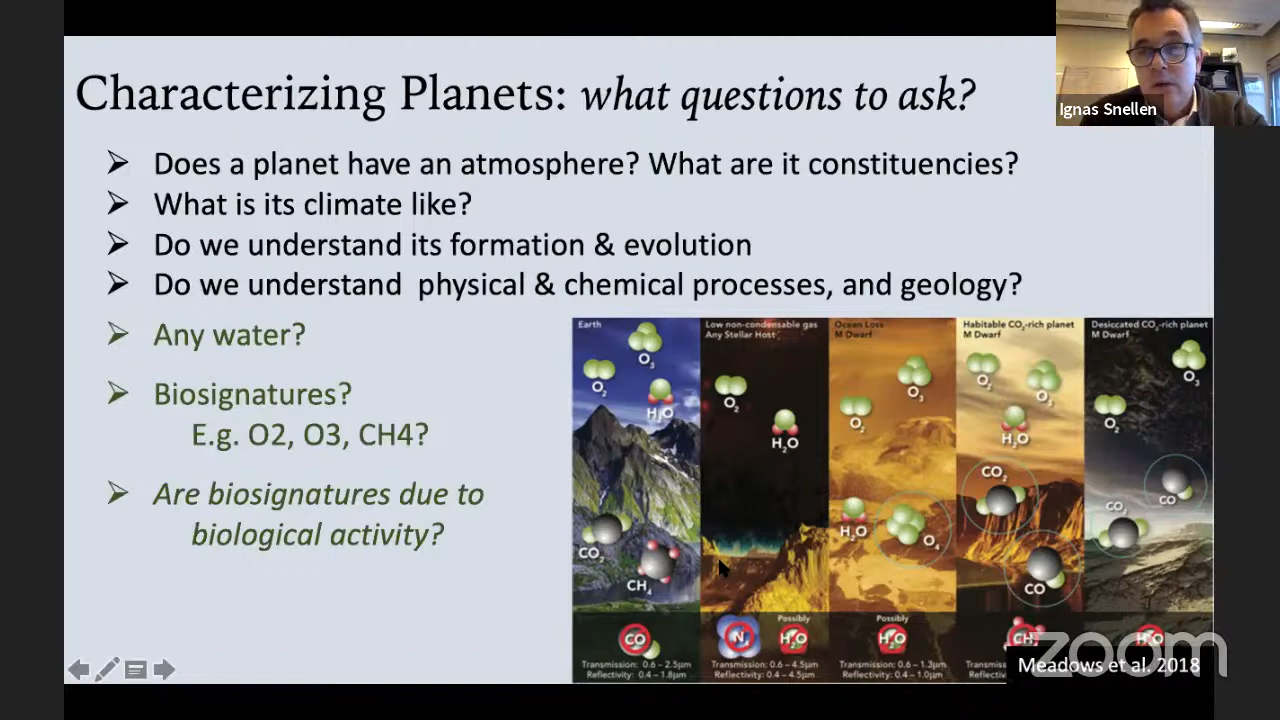 Ignas Snellen
Characterizing Planets: what questions to ask?
➢ Does a planet have an atmosphere? What are it constituencies?
➢ What is its climate like?
➢ Do we understand its formation & evolution
➢ Do we understand physical & chemical processes, and geology?
➢ Any water?
➢ Biosignatures?
E.g. O2, O3, CH4?
➢ Are biosignatures due to
biological activity?
Earth
O₃
O₂
H₂O
CO₂
CH₄
CO
Transmission: 0.6 – 2.5μm
Reflectivity: 0.4 – 1.8μm
Low non-condensable gas
Any Stellar Host
O₂
H₂O
N₂
Possibly
H₂O
Transmission: 0.6 – 4.5μm
Reflectivity: 0.4 – 4.5μm
Ocean Loss
M Dwarf
O₃
O₂
H₂O
O₄
Possibly
H₂O
Transmission: 0.6 – 1.3μm
Reflectivity: 0.4 – 1.0μm
Habitable CO₂-rich planet
M Dwarf
O₂
O₃
H₂O
CO₂
CO
CH₄
Desiccated CO₂-rich planet
M Dwarf
O₃
O₂
CO
CO₂
H₂O
zoom
Meadows et al. 2018